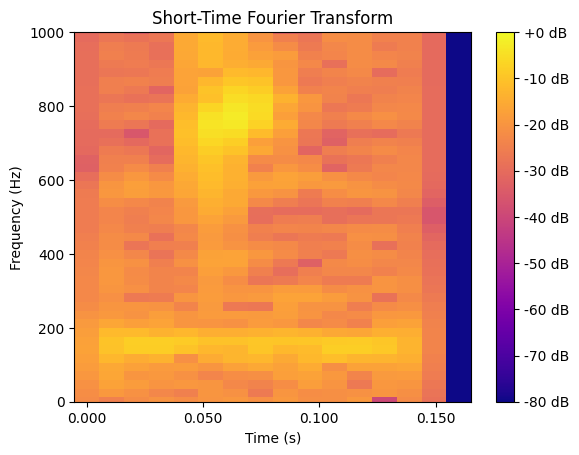 Short-Time Fourier Transform
1000
800
600
400
200
0
Frequency (Hz)
0.000
0.050
0.100
0.150
Time (s)
+0 dB
-10 dB
-20 dB
-30 dB
-40 dB
-50 dB
-60 dB
-70 dB
-80 dB